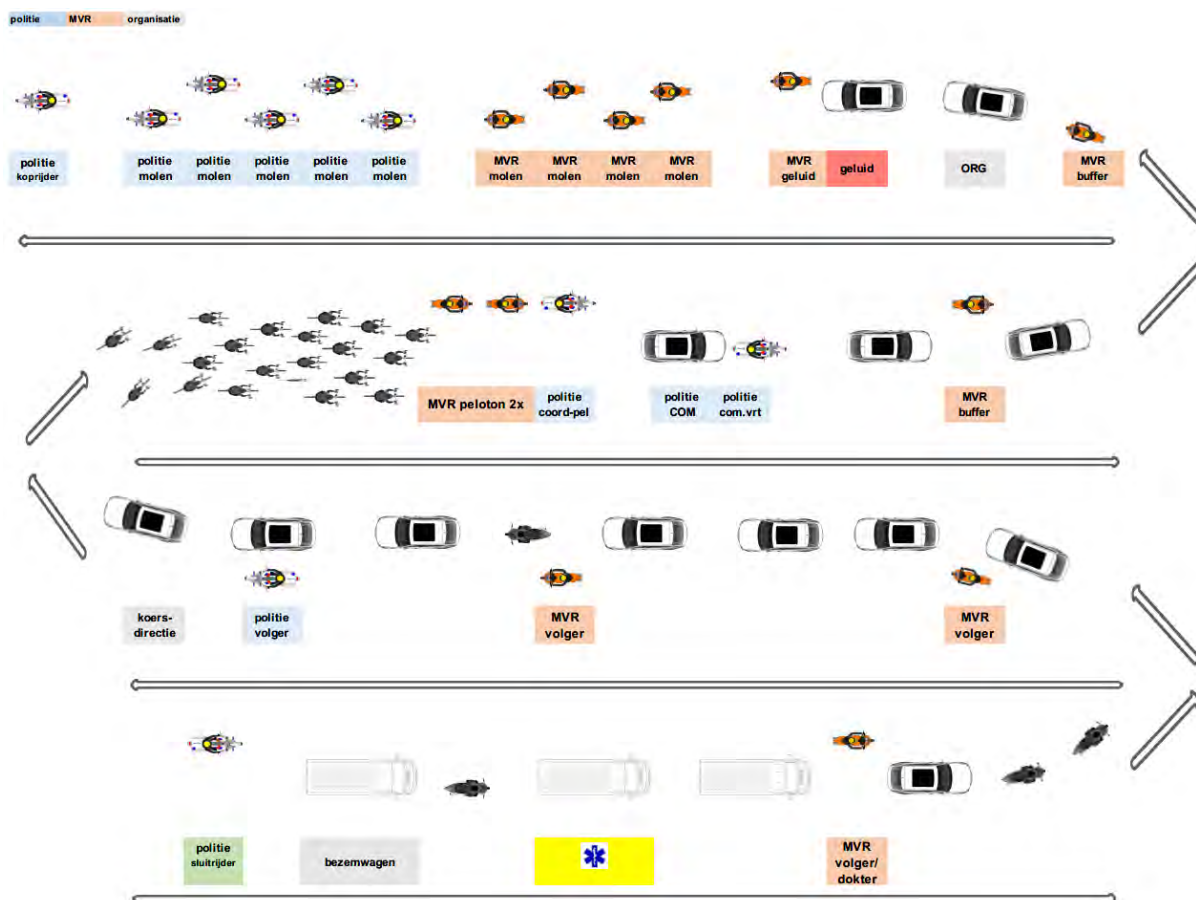 politie MVR organisatie
politie politie politie politie politie politie MVR MVR MVR MVR MVR geluid ORG MVR
koprijder molen molen molen molen molen molen molen molen molen geluid buffer
MVR peloton 2x politie politie politie MVR
coord-pel COM com.vrt buffer
koers- politie MVR MVR
directie volger volger volger
politie bezemwagen MVR
sluitrijder volger/
dokter